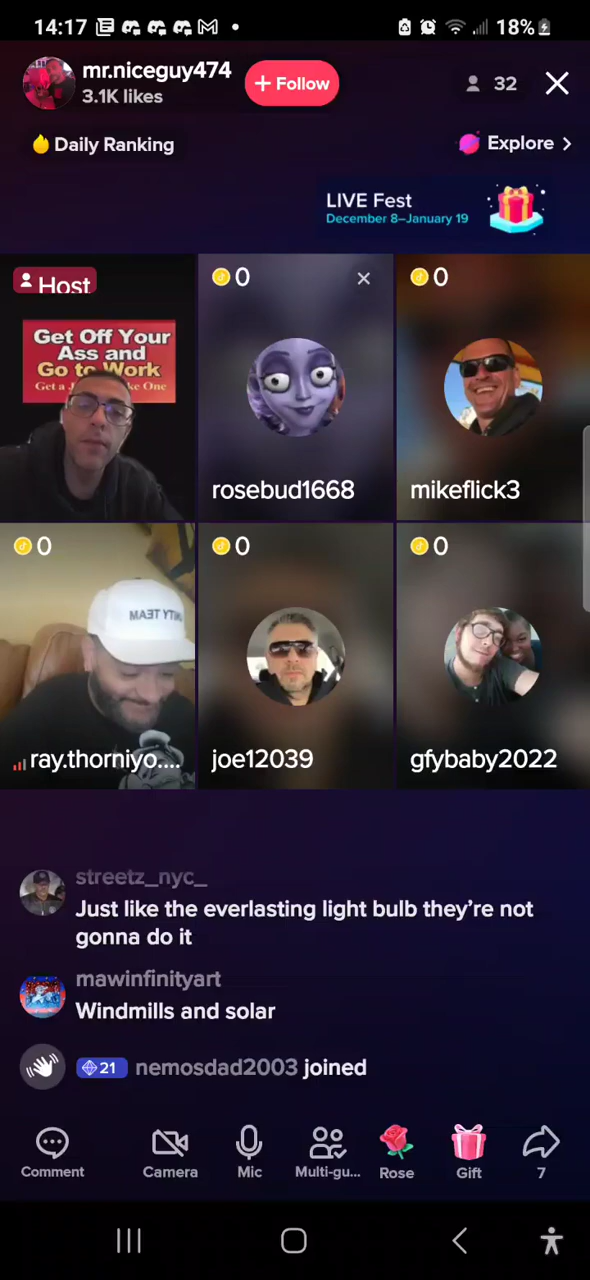 14:17
18%
mr.niceguy474
3.1K likes
+ Follow
32
Daily Ranking
Explore >
LIVE Fest
December 8–January 19
Host
0
0
Get Off Your
Ass and
Go to Work
Get a
ke One
rosebud1668
mikeflick3
0
0
0
ray.thorniyo....
joe12039
gfybaby2022
streetz_nyc_
Just like the everlasting light bulb they’re not
gonna do it
mawinfinityart
Windmills and solar
21 nemosdad2003 joined
Comment
Camera
Mic
Multi-gu...
Rose
Gift
7